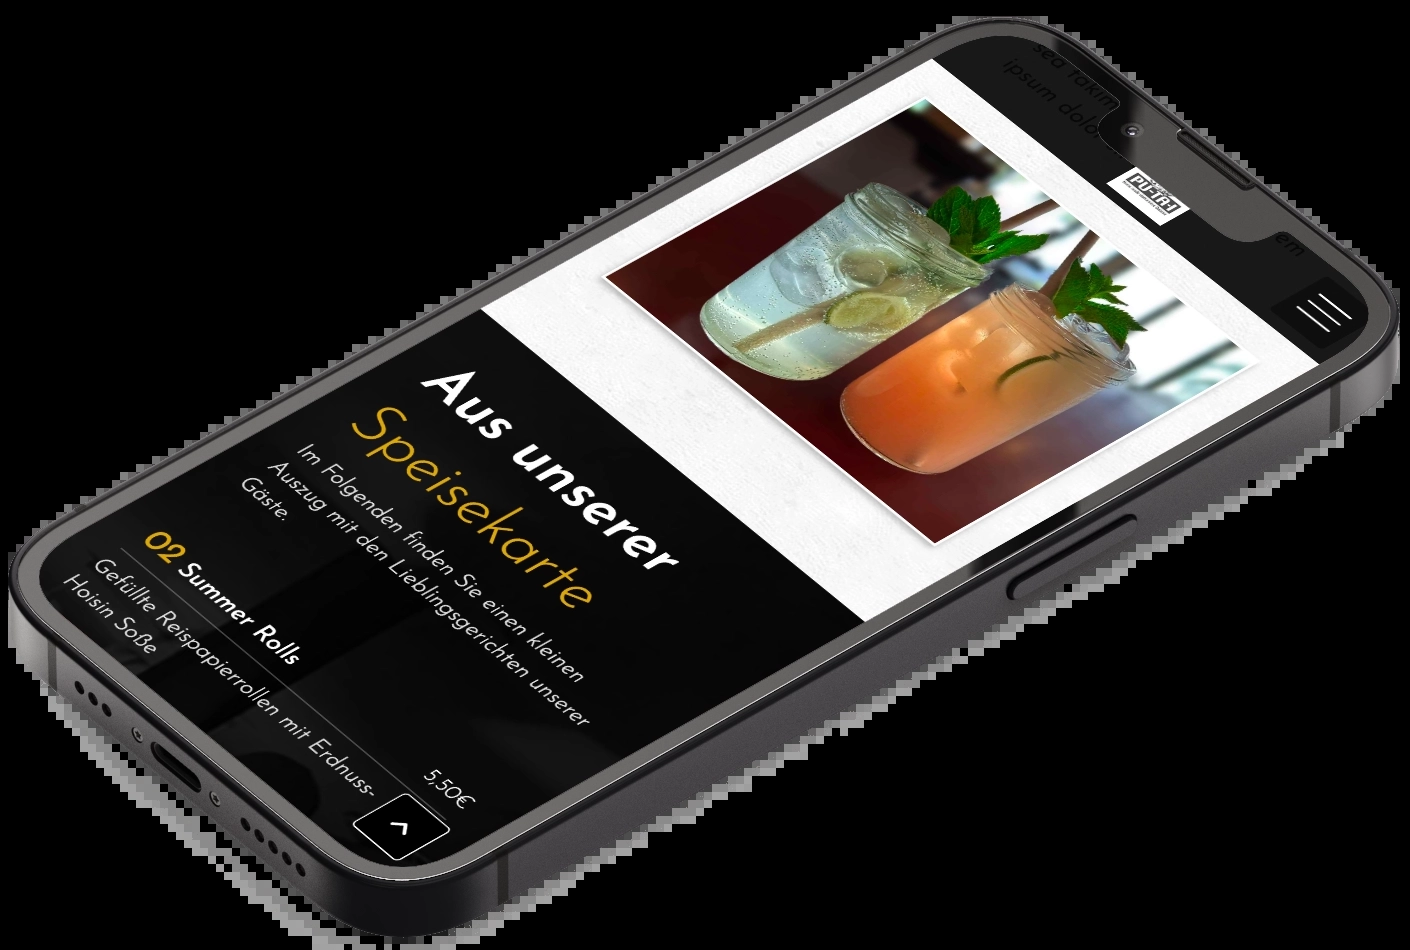 sea takim
ipsum dolo
em
PU-TA-I
Aus unserer
Speisekarte
Im Folgenden finden Sie einen kleinen
Auszug mit den Lieblingsgerichten unserer
Gäste.
02 Summer Rolls
5,50€
Gefüllte Reispapierrollen mit Erdnuss-
Hoisin Soße